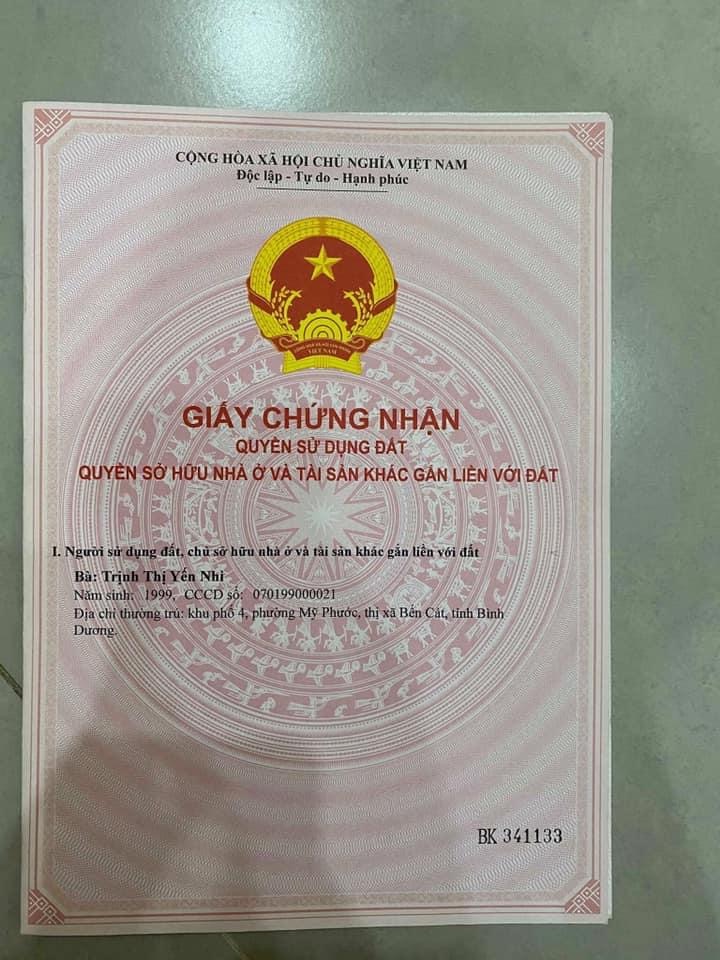 CỘNG HÒA XÃ HỘI CHỦ NGHĨA VIỆT NAM
Độc lập - Tự do - Hạnh phúc
VIỆT NAM
GIẤY CHỨNG NHẬN
QUYỀN SỬ DỤNG ĐẤT
QUYỀN SỞ HỮU NHÀ Ở VÀ TÀI SẢN KHÁC GẮN LIỀN VỚI ĐẤT
I. Người sử dụng đất, chủ sở hữu nhà ở và tài sản khác gắn liền với đất
Bà: Trịnh Thị Yến Nhi
Năm sinh: 1999, CCCD số: 070199000021
Địa chỉ thường trú: khu phố 4, phường Mỹ Phước, thị xã Bến Cát, tỉnh Bình
Dương.
BK 341133